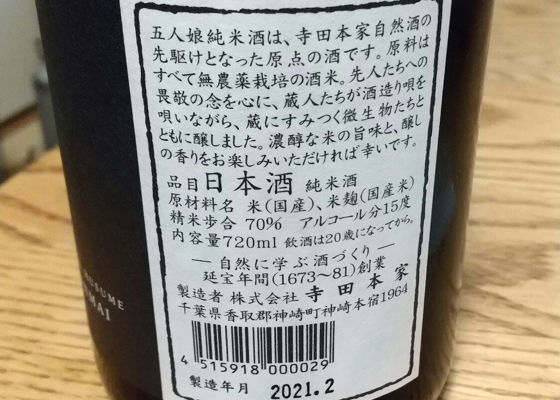 五人娘純米酒は、寺田本家自然酒の
先駆けとなった原点の酒です。原料は
すべて無農薬栽培の酒米。先人たちへの
畏敬の念を心に、蔵人たちが酒造り唄を
唄いながら、蔵にすみつく微生物たちと
ともに醸しました。濃醇な米の旨味と、醸し
の香りをお楽しみいただければ幸いです。
品目 日本酒 純米酒
原材料名 米(国産)、米麹(国産米)
精米歩合 70% アルコール分15度
内容量720ml 飲酒は20歳になってから。
― 自然に学ぶ酒づくり ―
延宝年間(1673〜81)創業
製造者 株式会社 寺田本家
千葉県香取郡神崎町神崎本宿1964
4 515918 000029
製造年月 2021.2